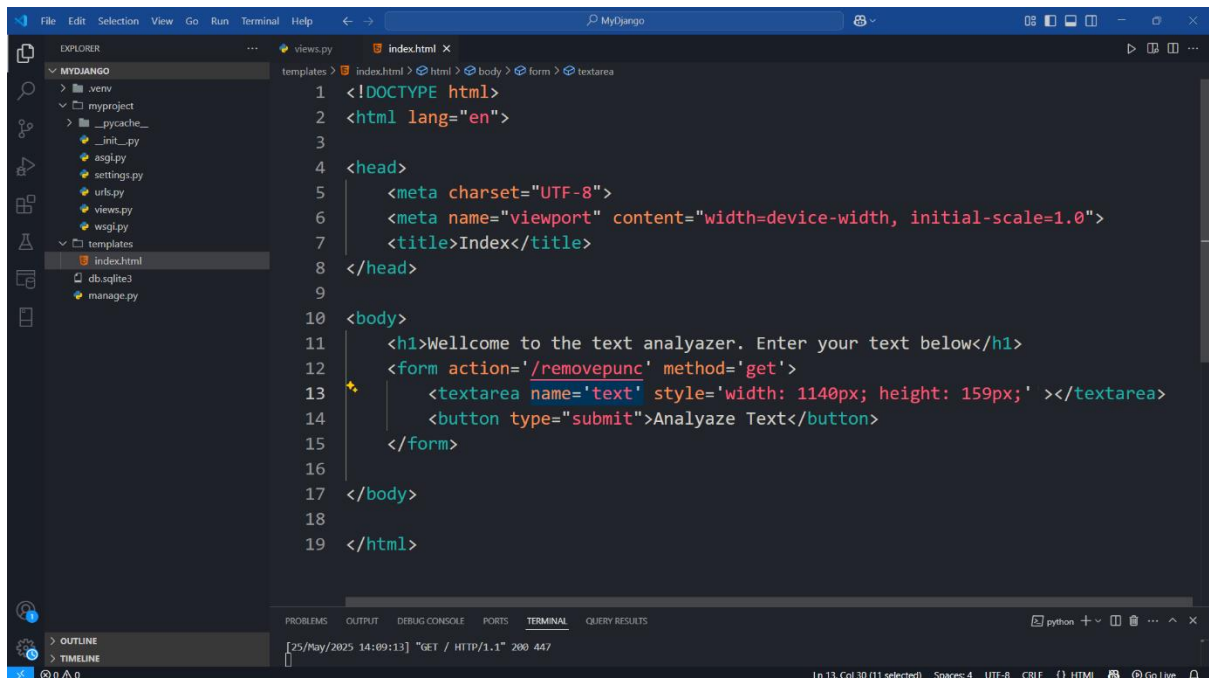 File Edit Selection View Go Run Terminal Help MyDjango
EXPLORER
views.py index.html
MYDJANGO
.venv
myproject
__pycache__
__init__.py
asgi.py
settings.py
urls.py
views.py
wsgi.py
templates
index.html
db.sqlite3
manage.py
OUTLINE
TIMELINE
templates > index.html > html > body > form > textarea
1 <!DOCTYPE html>
2 <html lang="en">
3
4 <head>
5 <meta charset="UTF-8">
6 <meta name="viewport" content="width=device-width, initial-scale=1.0">
7 <title>Index</title>
8 </head>
9
10 <body>
11 <h1>Wellcome to the text analyazer. Enter your text below</h1>
12 <form action='/removepunc' method='get'>
13 <textarea name='text' style='width: 1140px; height: 159px;' ></textarea>
14 <button type="submit">Analyaze Text</button>
15 </form>
16
17 </body>
18
19 </html>
PROBLEMS OUTPUT DEBUG CONSOLE PORTS TERMINAL QUERY RESULTS python
[25/May/2025 14:09:13] "GET / HTTP/1.1" 200 447
1
0 0 Ln 13, Col 30 (11 selected) Spaces: 4 UTF-8 CRLF {} HTML Go Live